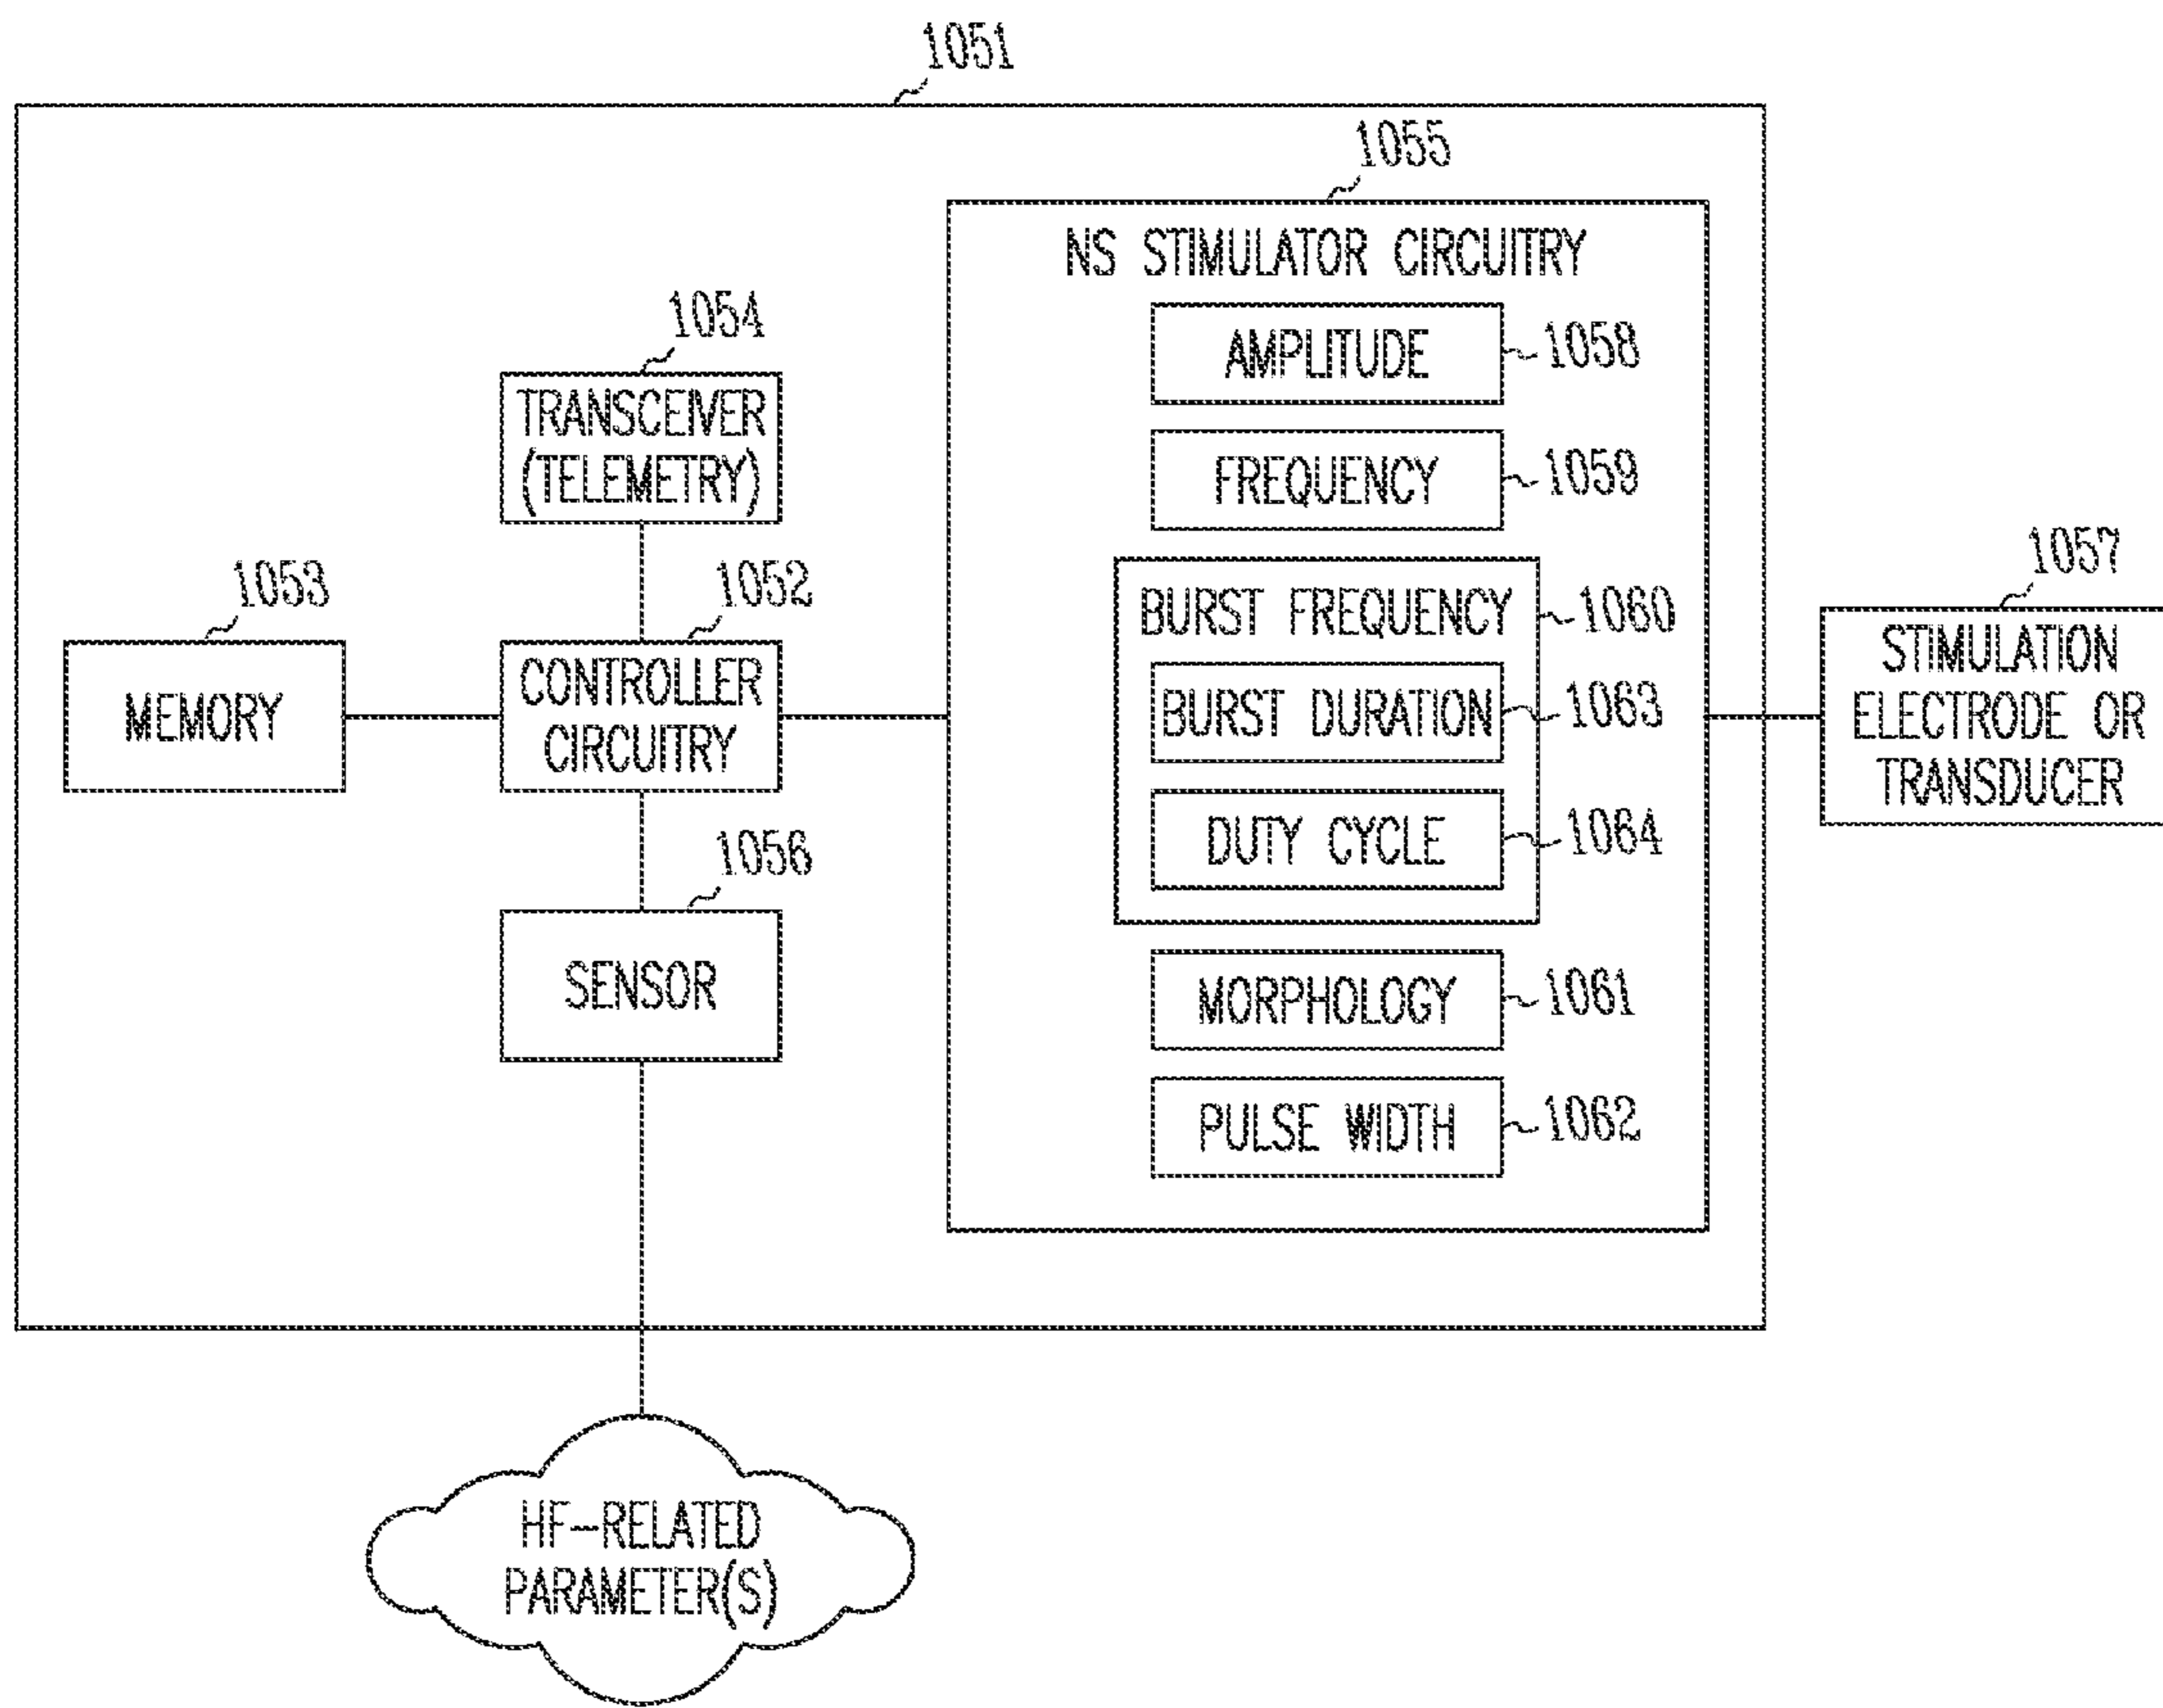 1051
1055
NS STIMULATOR CIRCUITRY
AMPLITUDE
1058
FREQUENCY
1059
BURST FREQUENCY
1060
BURST DURATION
1063
DUTY CYCLE
1064
MORPHOLOGY
1061
PULSE WIDTH
1062
1054
TRANSCEIVER
(TELEMETRY)
1053
MEMORY
1052
CONTROLLER
CIRCUITRY
1056
SENSOR
1057
STIMULATION
ELECTRODE OR
TRANSDUCER
HF-RELATED
PARAMETER(S)